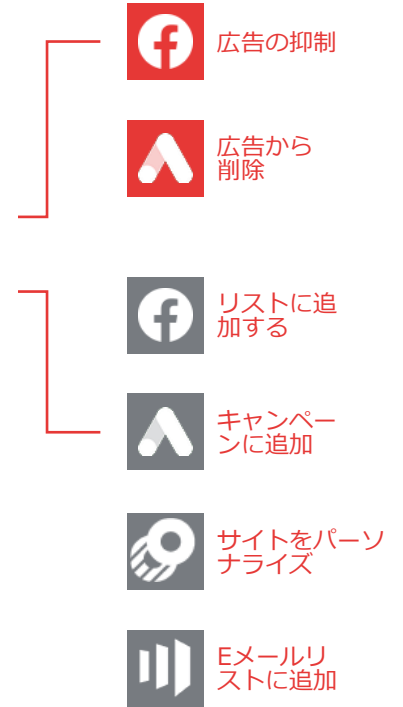 広告の抑制
広告から
削除
リストに追
加する
キャンペー
ンに追加
サイトをパーソ
ナライズ
Eメールリ
ストに追加